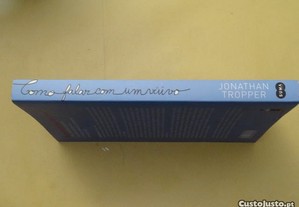 Como falar com um viúvo
JONATHAN
TROPPER
CustoJusto.pt